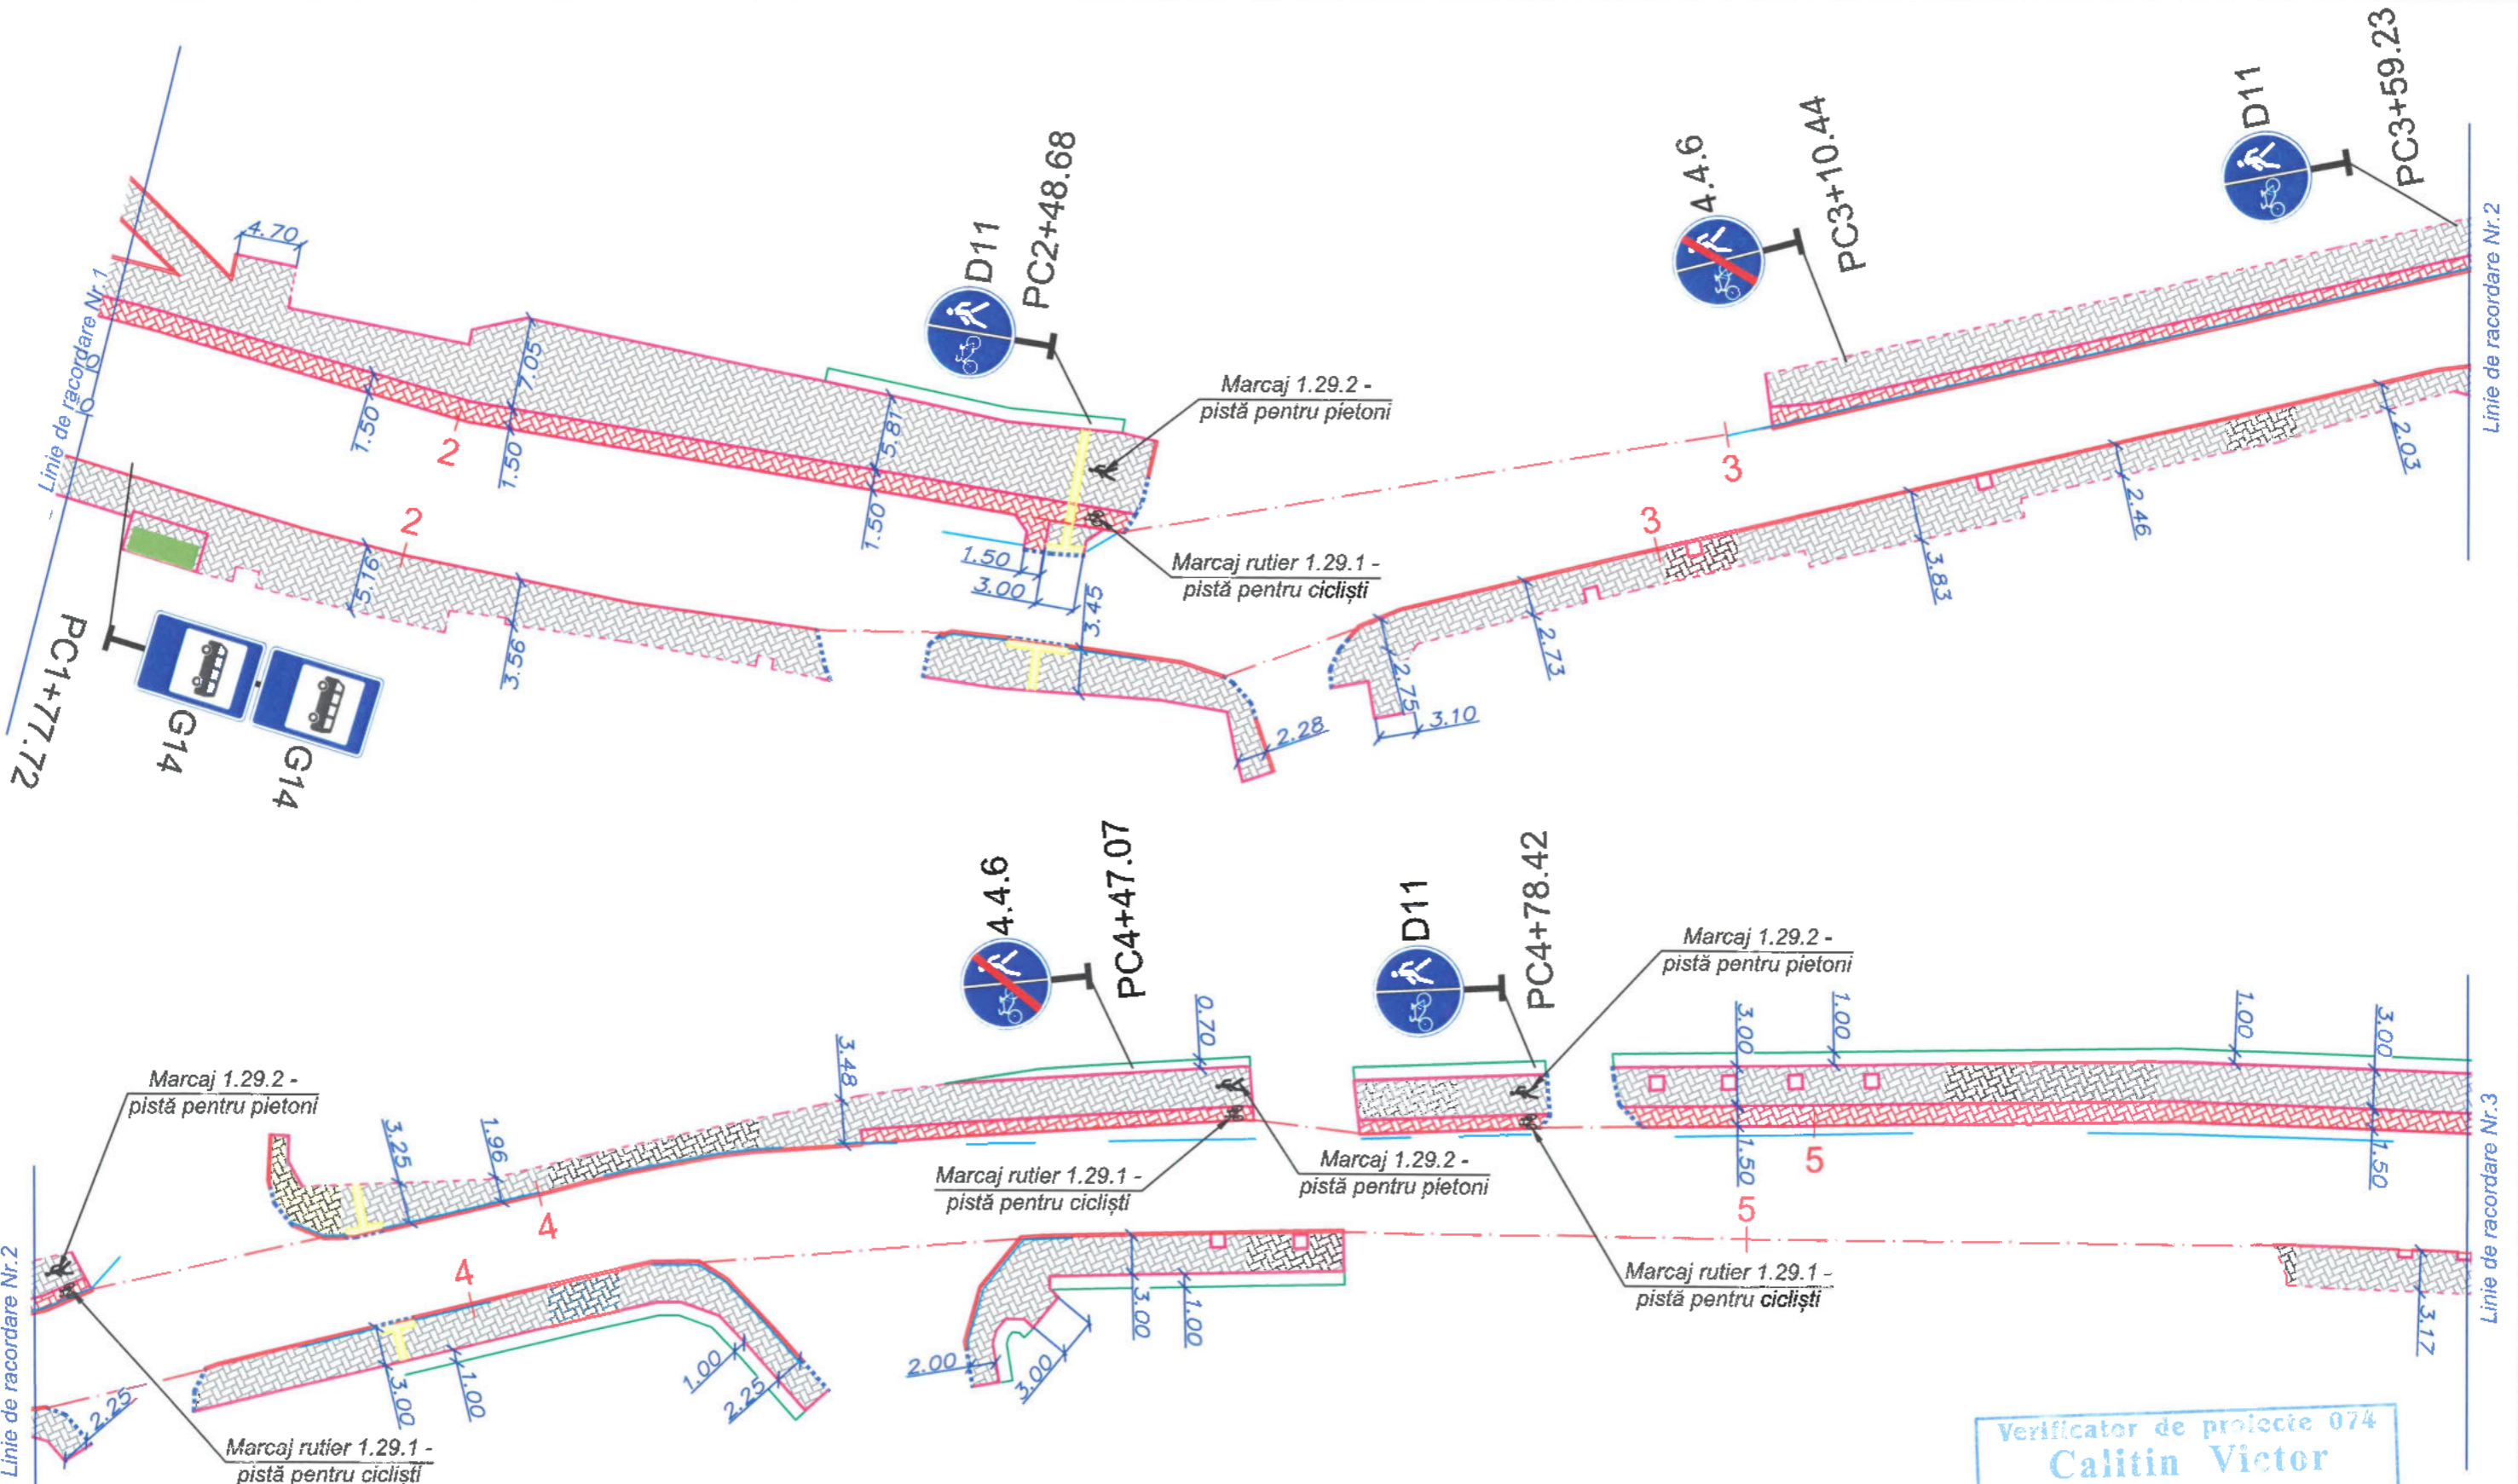 Linie de racordare Nr.1
4.70
1.50
2
7.05
1.50
5.81
1.50
D11
PC2+48.68
Marcaj 1.29.2 -
pistă pentru pietoni
Marcaj rutier 1.29.1 -
pistă pentru cicliști
1.50
3.00
3.45
2
5.16
3.56
PC1+77.72
G14
G14
2.28
2.75
3.10
2.73
3
3
3.83
2.46
2.03
4.4.6
PC3+10.44
D11
PC3+59.23
Linie de racordare Nr.2
Linie de racordare Nr.2
Marcaj 1.29.2 -
pistă pentru pietoni
Marcaj rutier 1.29.1 -
pistă pentru cicliști
2.25
3.25
1.96
4
4
3.00
1.00
1.00
2.25
3.48
4.4.6
PC4+47.07
0.70
Marcaj rutier 1.29.1 -
pistă pentru cicliști
Marcaj 1.29.2 -
pistă pentru pietoni
2.00
3.00
3.00
1.00
D11
PC4+78.42
Marcaj 1.29.2 -
pistă pentru pietoni
Marcaj rutier 1.29.1 -
pistă pentru cicliști
3.00
1.00
1.50
5
5
1.00
3.00
1.50
3.17
Linie de racordare Nr.3
Verificator de proiecte 074
Calitin Victor